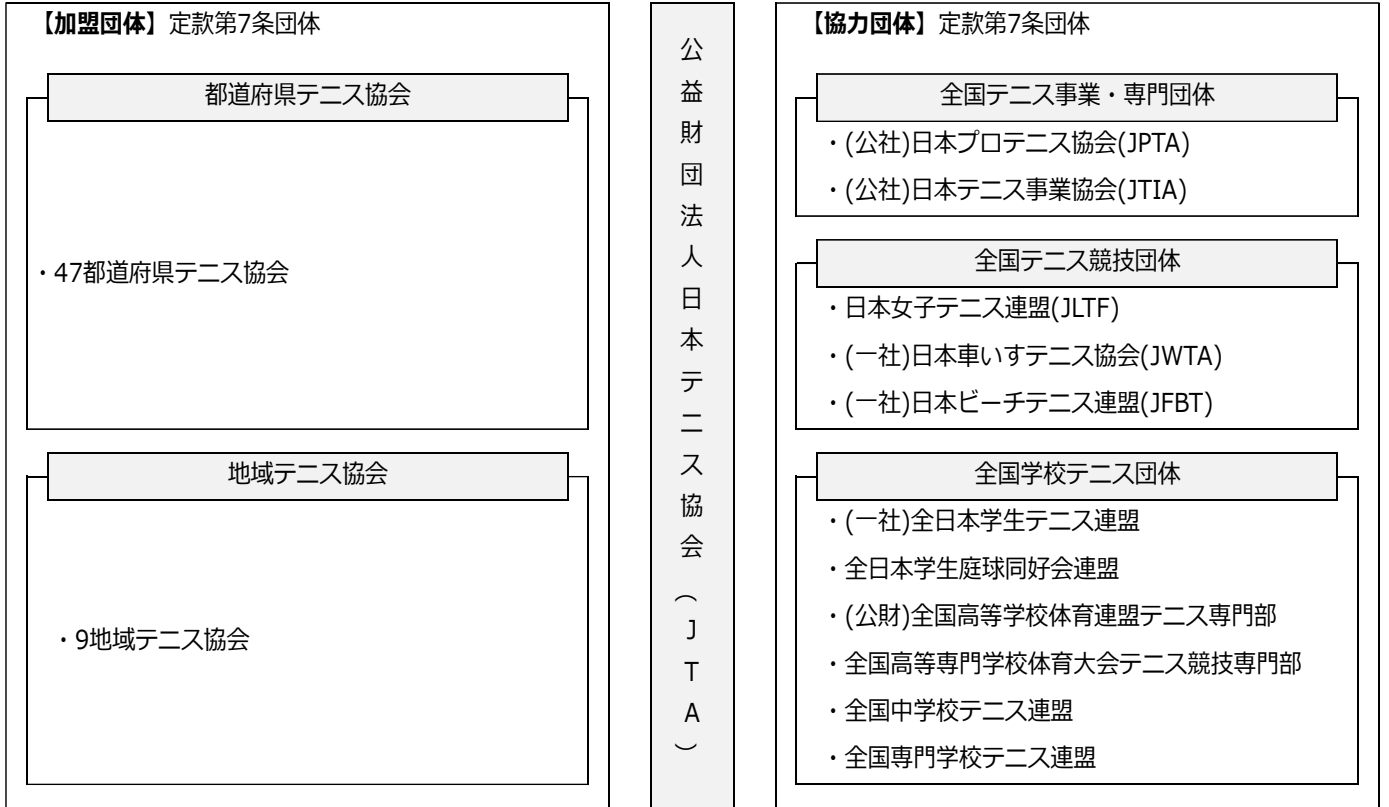 【加盟団体】定款第7条団体
都道府県テニス協会
・47都道府県テニス協会
地域テニス協会
・9地域テニス協会
公益財団法人日本テニス協会(JTA)
【協力団体】定款第7条団体
全国テニス事業・専門団体
・(公社)日本プロテニス協会(JPTA)
・(公社)日本テニス事業協会(JTIA)
全国テニス競技団体
・日本女子テニス連盟(JLTF)
・(一社)日本車いすテニス協会(JWTA)
・(一社)日本ビーチテニス連盟(JFBT)
全国学校テニス団体
・(一社)全日本学生テニス連盟
・全日本学生庭球同好会連盟
・(公財)全国高等学校体育連盟テニス専門部
・全国高等専門学校体育大会テニス競技専門部
・全国中学校テニス連盟
・全国専門学校テニス連盟